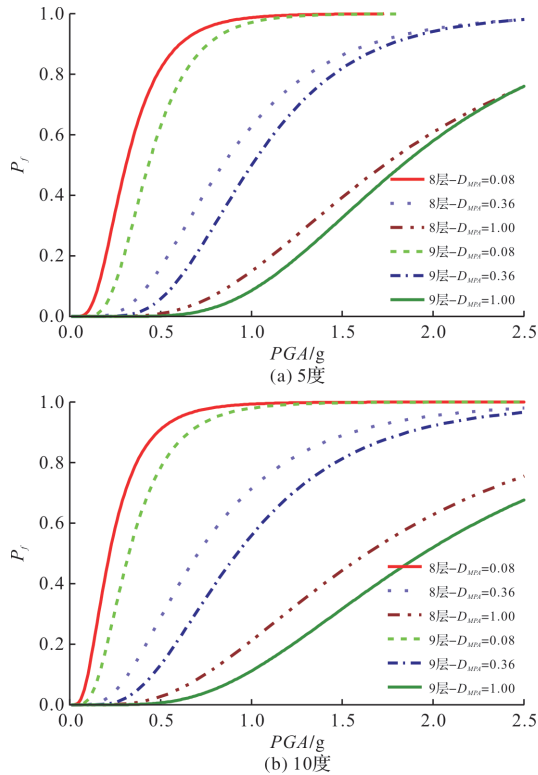 1.0
0.8
0.6
0.4
0.2
0.0
P_f
8层–D_MPA=0.08
8层–D_MPA=0.36
8层–D_MPA=1.00
9层–D_MPA=0.08
9层–D_MPA=0.36
9层–D_MPA=1.00
0.0 0.5 1.0 1.5 2.0 2.5
PGA/g
(a) 5度
1.0
0.8
0.6
0.4
0.2
0.0
P_f
8层–D_MPA=0.08
8层–D_MPA=0.36
8层–D_MPA=1.00
9层–D_MPA=0.08
9层–D_MPA=0.36
9层–D_MPA=1.00
0.0 0.5 1.0 1.5 2.0 2.5
PGA/g
(b) 10度